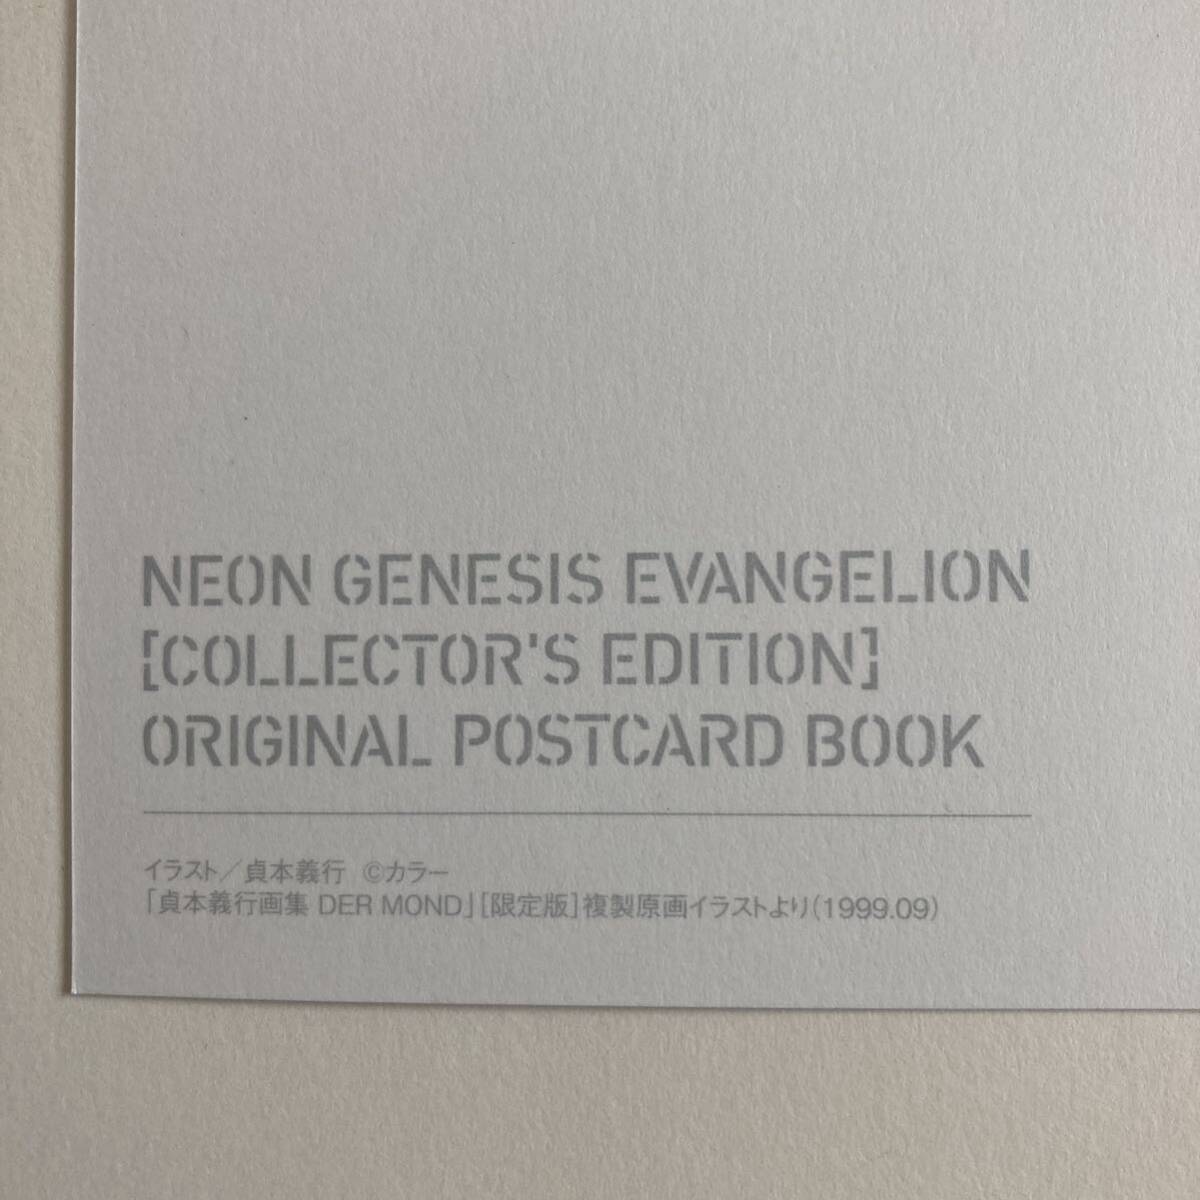 NEON GENESIS EVANGELION
[COLLECTOR'S EDITION]
ORIGINAL POSTCARD BOOK
イラスト／貞本義行 ©カラー
「貞本義行画集 DER MOND」[限定版]複製原画イラストより(1999.09)